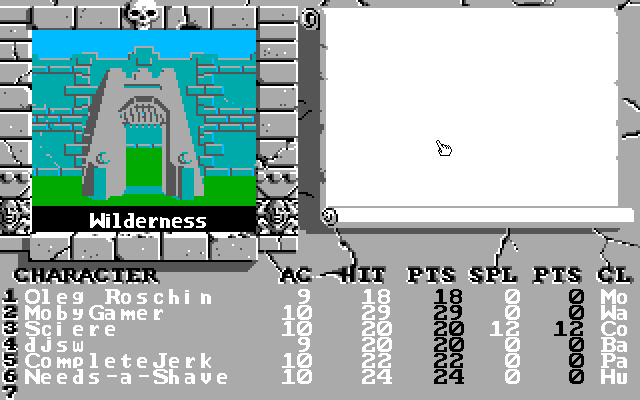 Wilderness
CHARACTER AC HIT PTS SPL PTS CL
1 Oleg Roschin 9 18 18 0 0 Mo
2 MobyGamer 10 29 29 0 0 Wa
3 Sciere 10 20 20 12 12 Co
4 djsw 9 20 20 0 0 Ba
5 CompleteJerk 10 22 22 0 0 Pa
6 Needs-a-Shave 10 24 24 0 0 Hu
7